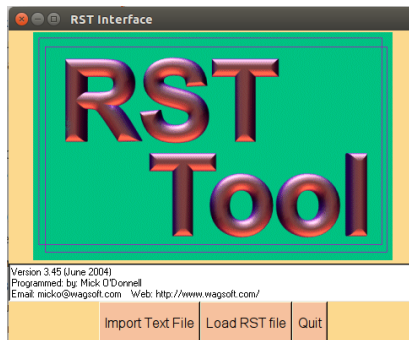 RST Interface
RST
Tool
Version 3.45 (June 2004)
Programmed: by: Mick O'Donnell
Email: micko@wagsoft.com Web: http://www.wagsoft.com/
Import Text File Load RST file Quit